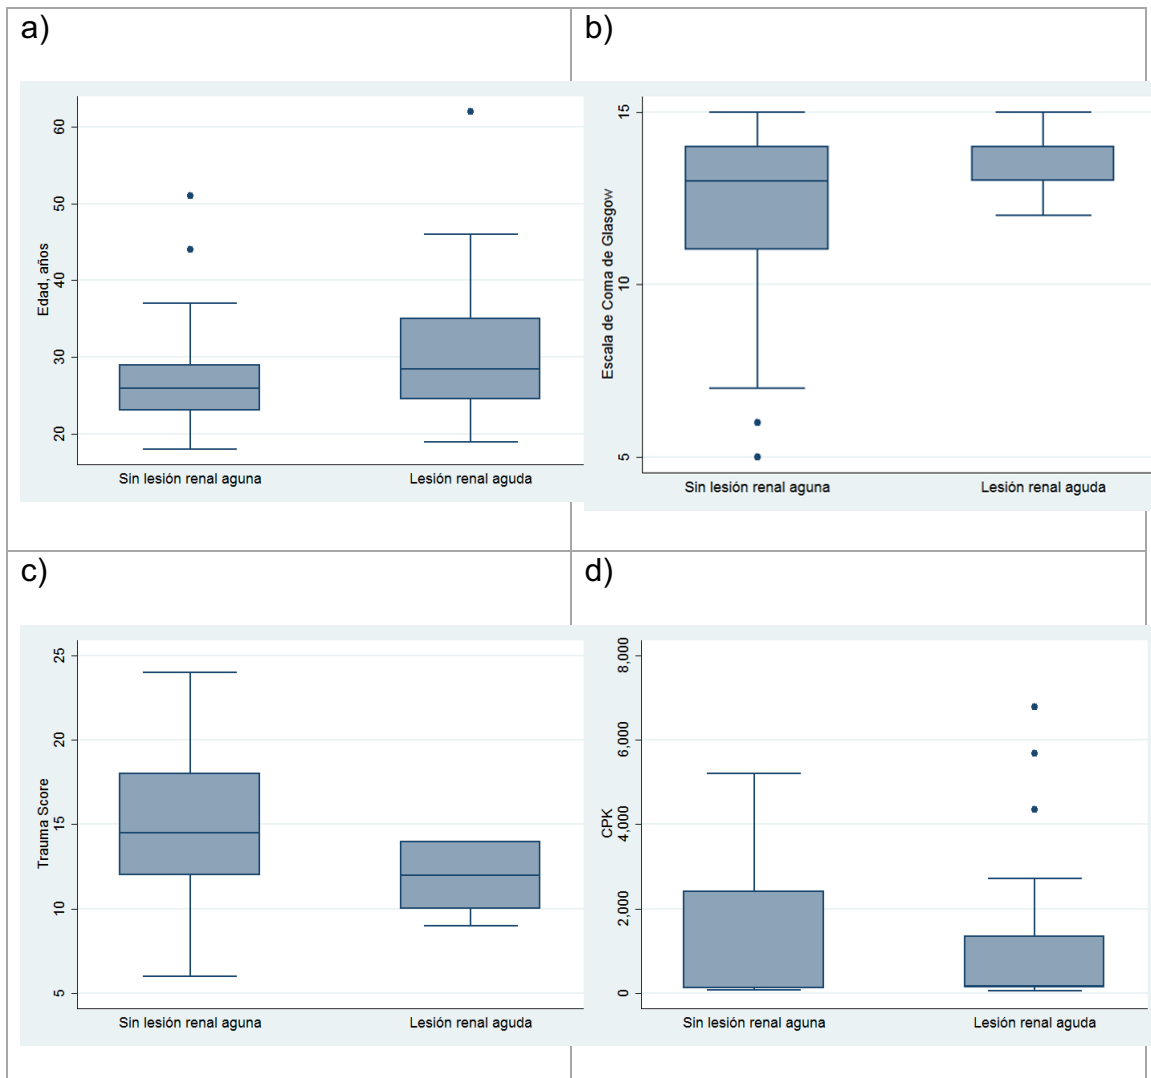 a)
60
50
40
30
20
Edad, años
Sin lesión renal aguna
Lesión renal aguda
b)
15
10
5
Escala de Coma de Glasgow
Sin lesión renal aguna
Lesión renal aguda
c)
25
20
15
10
5
Trauma Score
Sin lesión renal aguna
Lesión renal aguda
d)
8,000
6,000
4,000
2,000
0
CPK
Sin lesión renal aguna
Lesión renal aguda